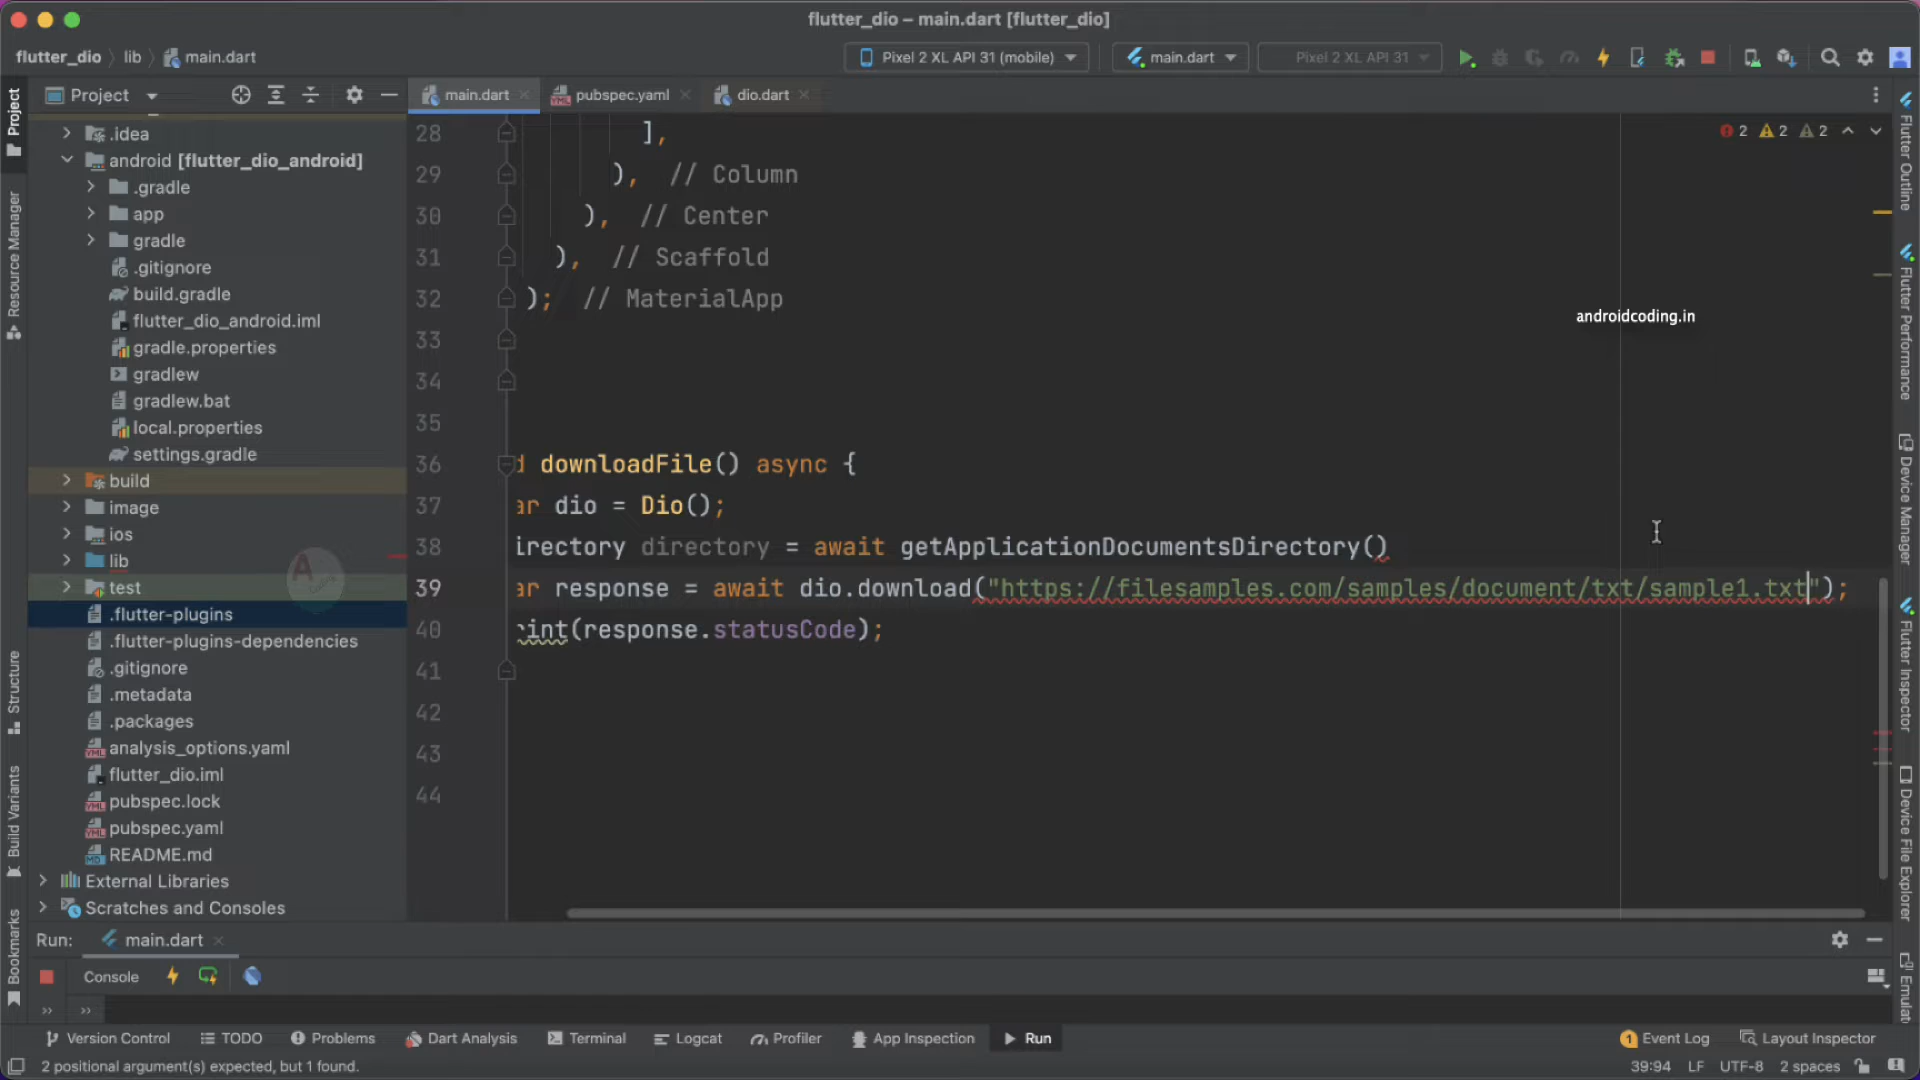 flutter_dio – main.dart [flutter_dio]
flutter_dio lib main.dart
Pixel 2 XL API 31 (mobile) main.dart Pixel 2 XL API 31
Project
main.dart pubspec.yaml dio.dart
.idea
android [flutter_dio_android]
.gradle
app
gradle
.gitignore
build.gradle
flutter_dio_android.iml
gradle.properties
gradlew
gradlew.bat
local.properties
settings.gradle
build
image
ios
lib
test
.flutter-plugins
.flutter-plugins-dependencies
.gitignore
.metadata
.packages
analysis_options.yaml
flutter_dio.iml
pubspec.lock
pubspec.yaml
README.md
External Libraries
Scratches and Consoles
Project
Resource Manager
Structure
Build Variants
Bookmarks
28 ],
29 ), // Column
30 ), // Center
31 ), // Scaffold
32 ); // MaterialApp
33
34
35
36 d downloadFile() async {
37 ar dio = Dio();
38 irectory directory = await getApplicationDocumentsDirectory()
39 ar response = await dio.download("https://filesamples.com/samples/document/txt/sample1.txt");
40 rint(response.statusCode);
41
42
43
44
2 2 2
androidcoding.in
Flutter Outline
Flutter Performance
Device Manager
Flutter Inspector
Device File Explorer
Emulat
Run: main.dart
Console
Version Control TODO Problems Dart Analysis Terminal Logcat Profiler App Inspection Run 1 Event Log Layout Inspector
2 positional argument(s) expected, but 1 found. 39:94 LF UTF-8 2 spaces